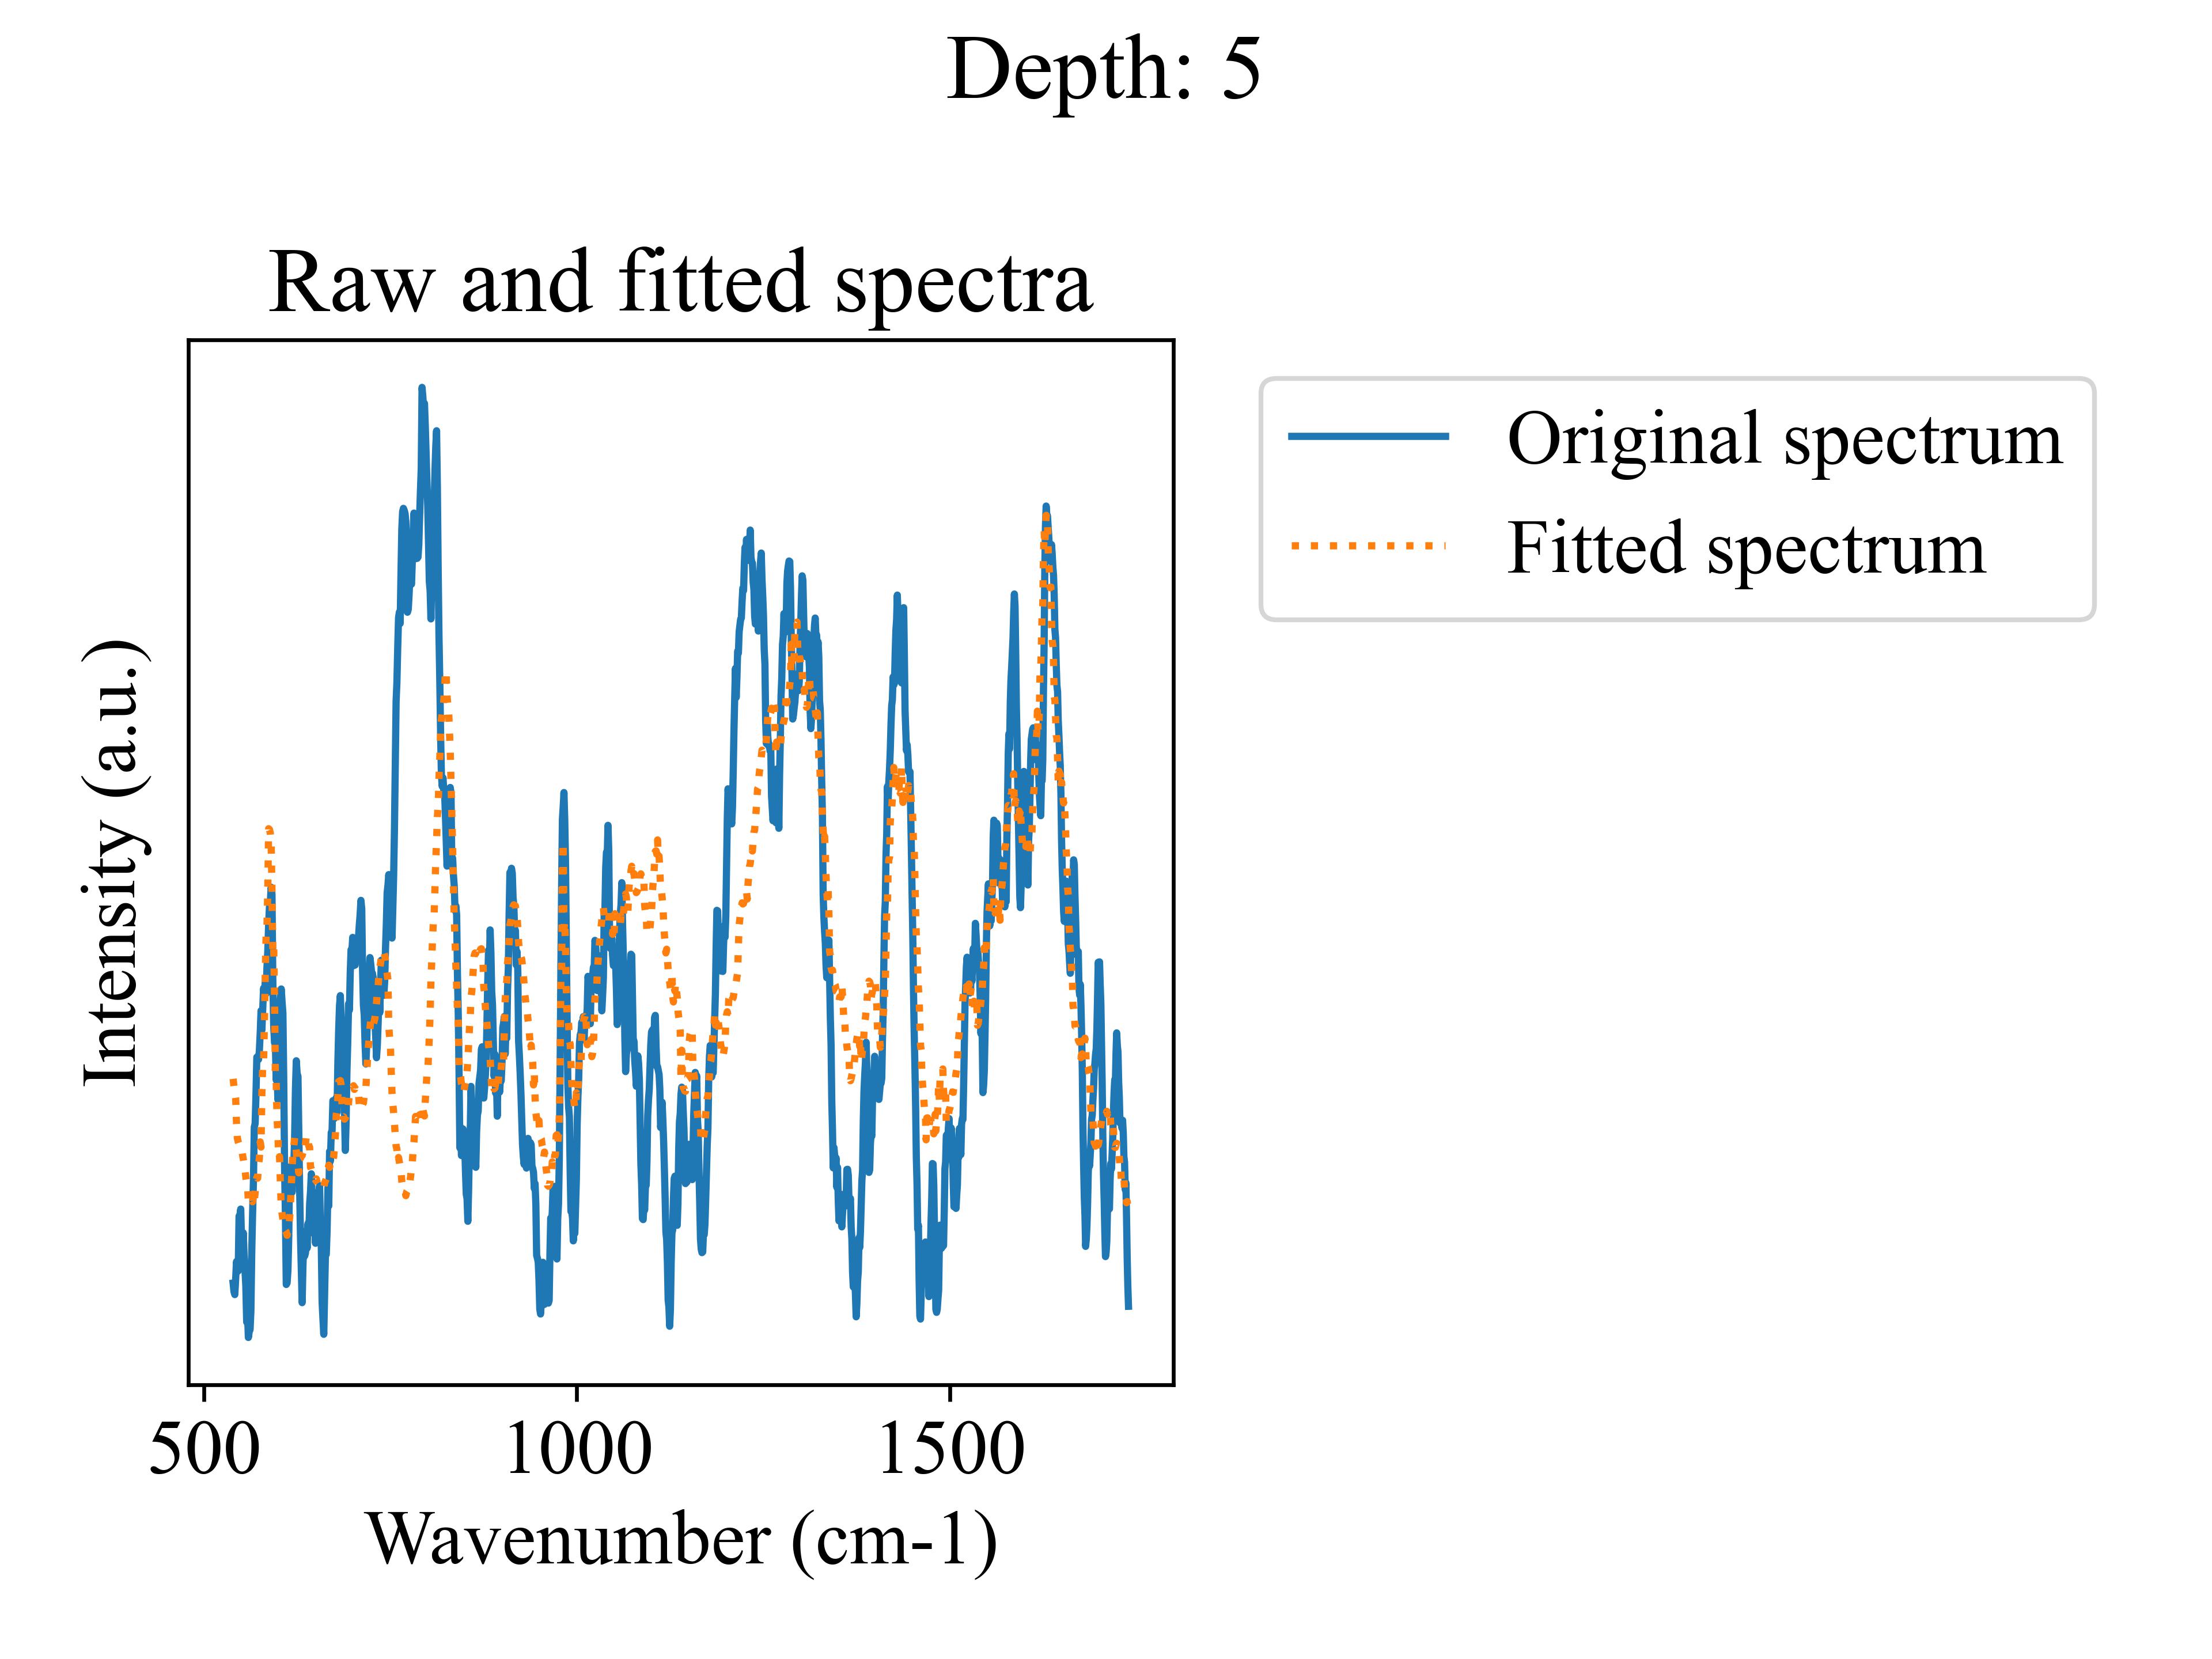 Depth: 5
Raw and fitted spectra
Original spectrum
Fitted spectrum
Intensity (a.u.)
500 1000 1500
Wavenumber (cm-1)